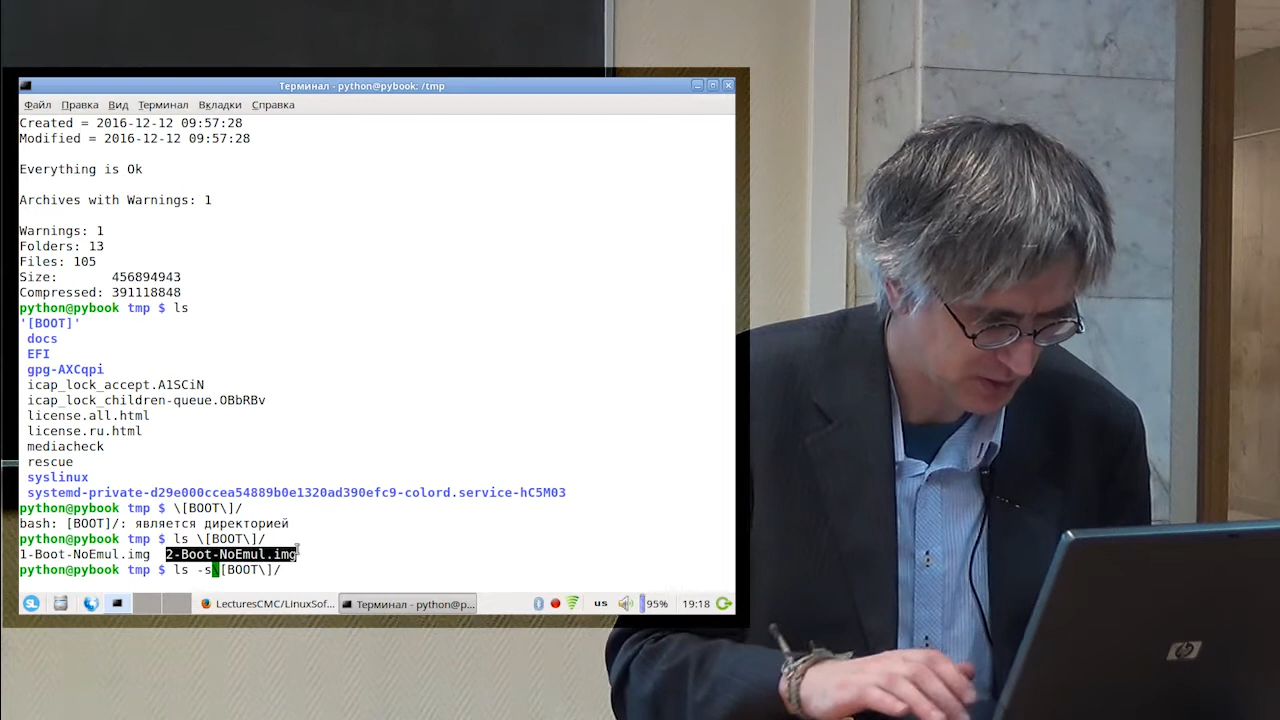 Терминал - python@pybook: /tmp
Файл Правка Вид Терминал Вкладки Справка
Created = 2016-12-12 09:57:28
Modified = 2016-12-12 09:57:28
Everything is Ok
Archives with Warnings: 1
Warnings: 1
Folders: 13
Files: 105
Size: 456894943
Compressed: 391118848
python@pybook tmp $ ls
'[BOOT]'
docs
EFI
gpg-AXCqpi
icap_lock_accept.A1SCiN
icap_lock_children-queue.OBbRBv
license.all.html
license.ru.html
mediacheck
rescue
syslinux
systemd-private-d29e000ccea54889b0e1320ad390efc9-colord.service-hC5M03
python@pybook tmp $ \[BOOT\]/
bash: [BOOT]/: является директорией
python@pybook tmp $ ls \[BOOT\]/
1-Boot-NoEmul.img 2-Boot-NoEmul.img
python@pybook tmp $ ls -s\[BOOT\]/
SL LecturesCMC/LinuxSof... Терминал - python@p... us 95% 19:18
hp